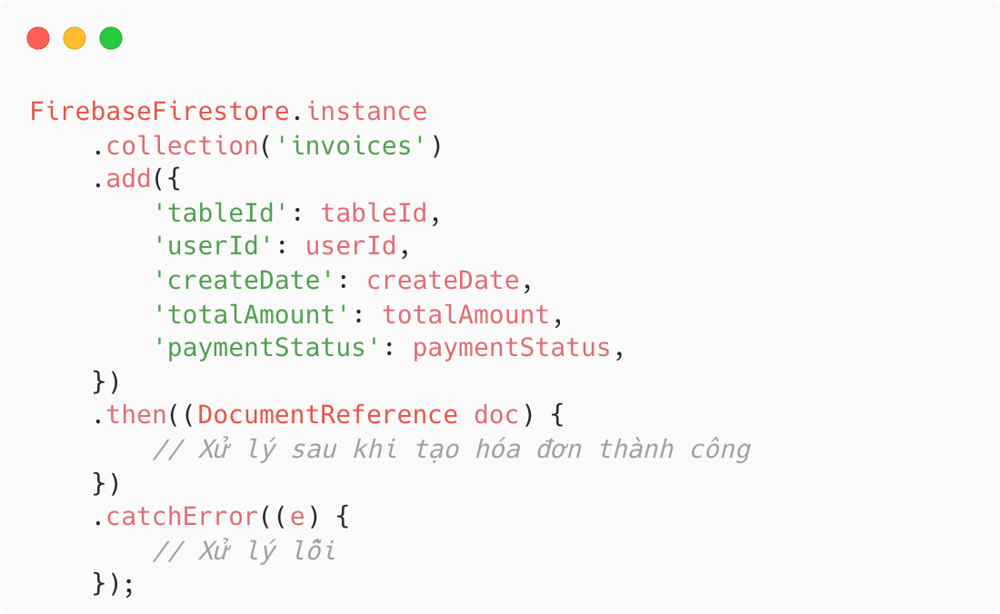 FirebaseFirestore.instance
    .collection('invoices')
    .add({
        'tableId': tableId,
        'userId': userId,
        'createDate': createDate,
        'totalAmount': totalAmount,
        'paymentStatus': paymentStatus,
    })
    .then((DocumentReference doc) {
        // Xử lý sau khi tạo hóa đơn thành công
    })
    .catchError((e) {
        // Xử lý lỗi
    });